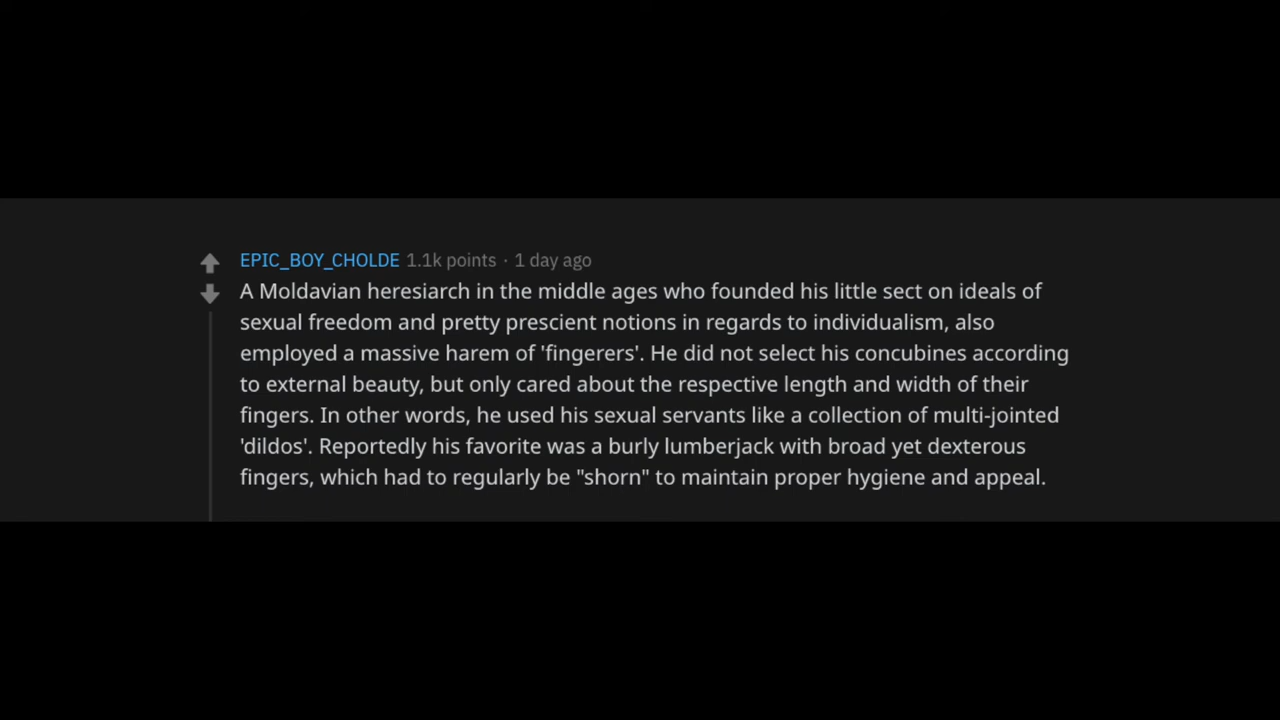 EPIC_BOY_CHOLDE 1.1k points · 1 day ago
A Moldavian heresiarch in the middle ages who founded his little sect on ideals of
sexual freedom and pretty prescient notions in regards to individualism, also
employed a massive harem of 'fingerers'. He did not select his concubines according
to external beauty, but only cared about the respective length and width of their
fingers. In other words, he used his sexual servants like a collection of multi-jointed
'dildos'. Reportedly his favorite was a burly lumberjack with broad yet dexterous
fingers, which had to regularly be "shorn" to maintain proper hygiene and appeal.